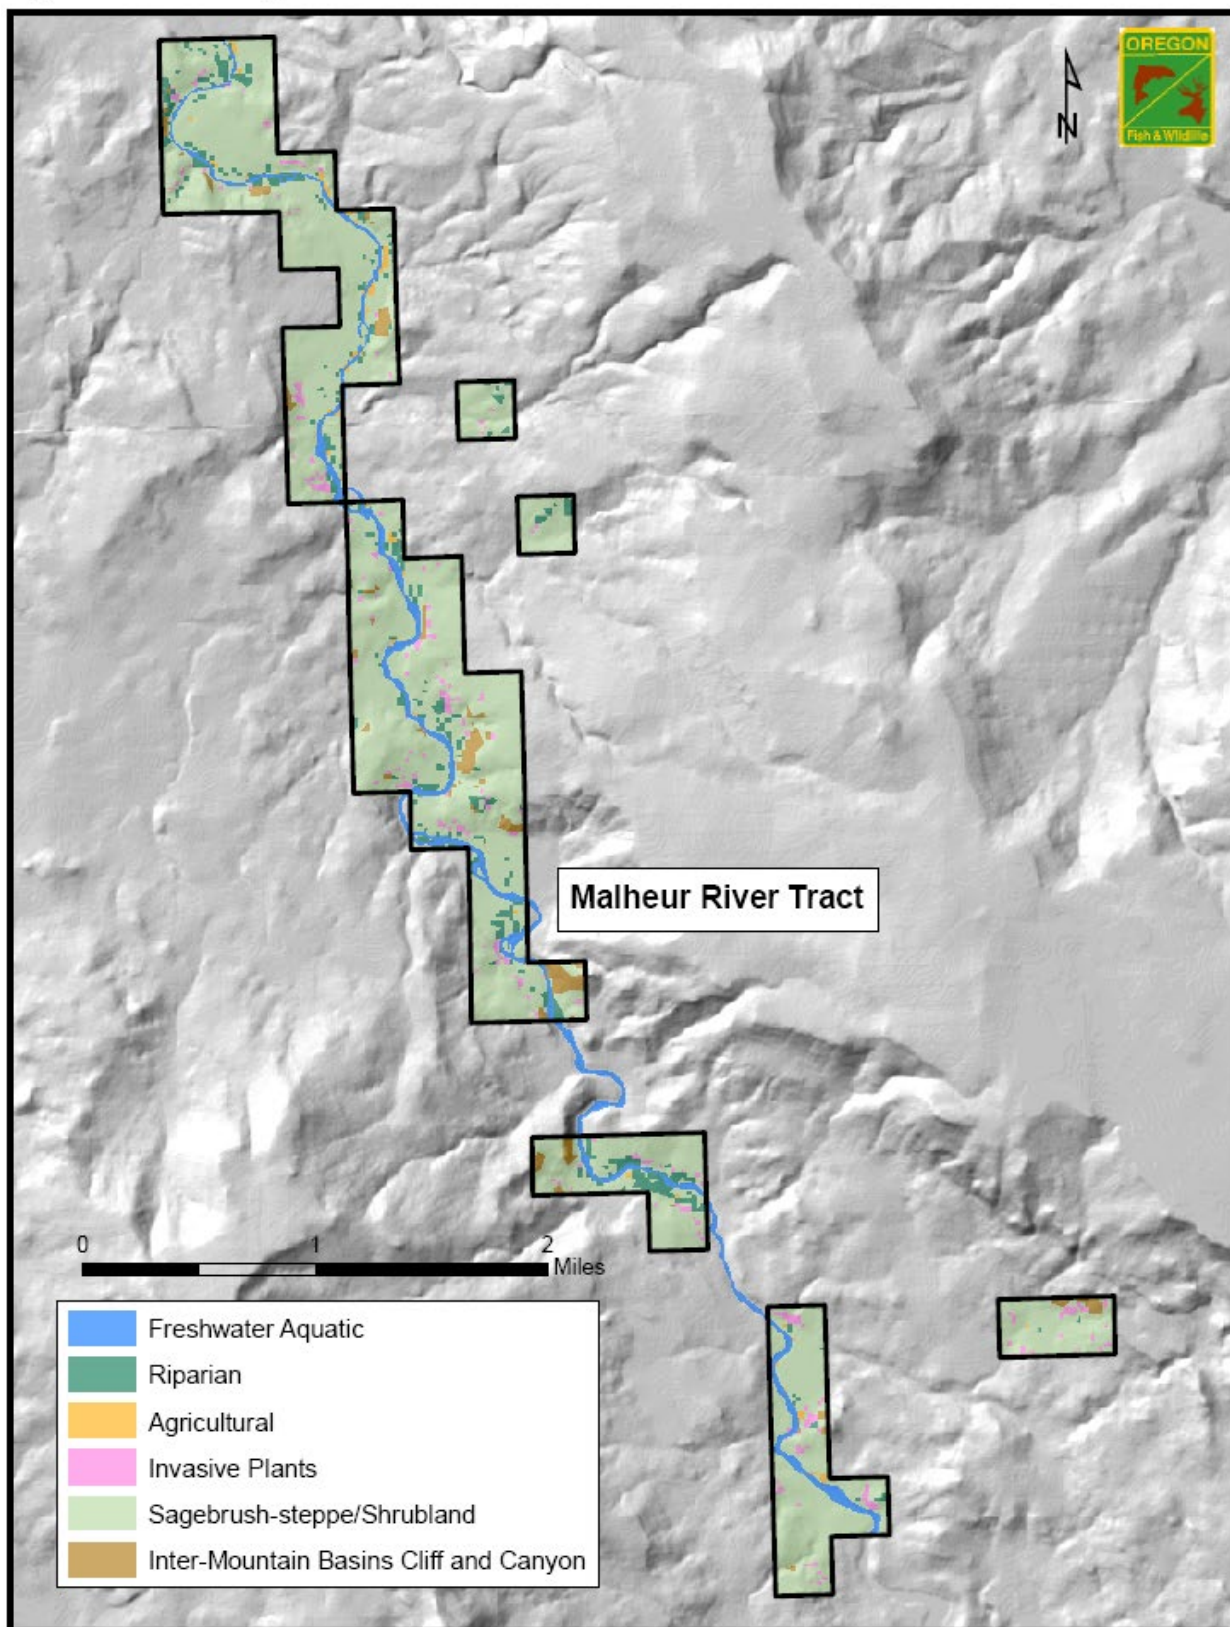 OREGON
Fish & Wildlife
N
Malheur River Tract
0 1 2
Miles
Freshwater Aquatic
Riparian
Agricultural
Invasive Plants
Sagebrush-steppe/Shrubland
Inter-Mountain Basins Cliff and Canyon